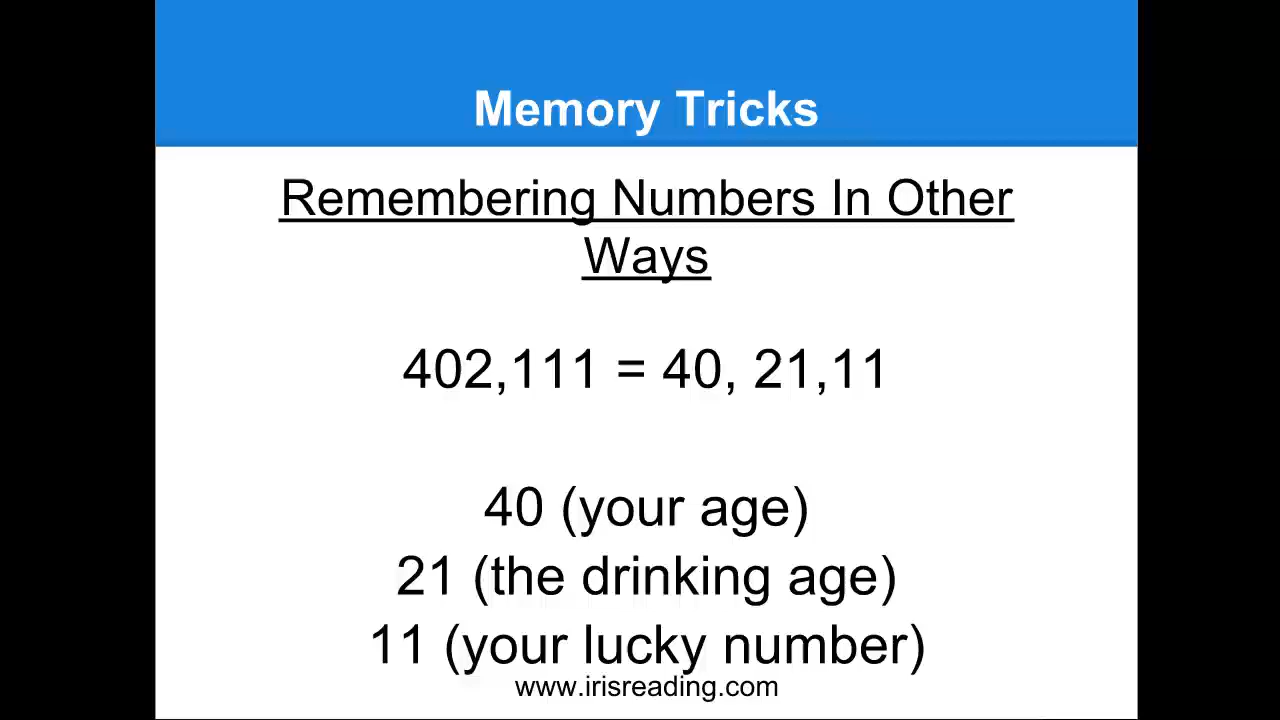 Memory Tricks
Remembering Numbers In Other
Ways
402,111 = 40, 21,11
40 (your age)
21 (the drinking age)
11 (your lucky number)
www.irisreading.com